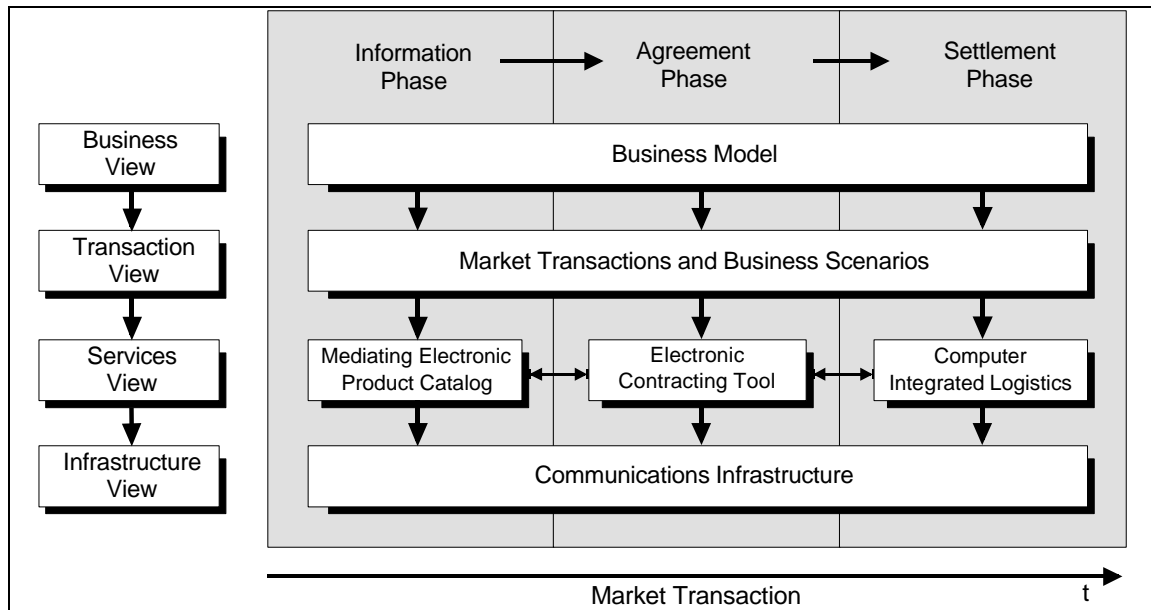 Information
Phase
Agreement
Phase
Settlement
Phase
Business
View
Business Model
Transaction
View
Market Transactions and Business Scenarios
Services
View
Mediating Electronic
Product Catalog
Electronic
Contracting Tool
Computer
Integrated Logistics
Infrastructure
View
Communications Infrastructure
Market Transaction
t